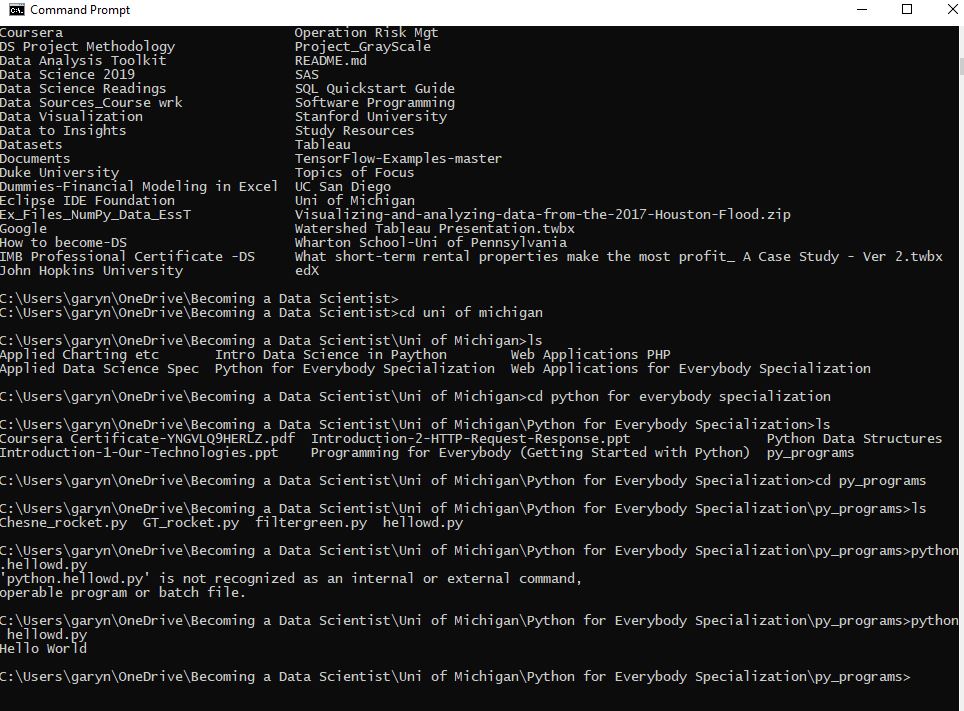 Command Prompt
Coursera                             Operation Risk Mgt
DS Project Methodology               Project_GrayScale
Data Analysis Toolkit                README.md
Data Science 2019                    SAS
Data Science Readings                SQL Quickstart Guide
Data Sources_Course wrk              Software Programming
Data Visualization                   Stanford University
Data to Insights                     Study Resources
Datasets                             Tableau
Documents                            TensorFlow-Examples-master
Duke University                      Topics of Focus
Dummies-Financial Modeling in Excel  UC San Diego
Eclipse IDE Foundation               Uni of Michigan
Ex_Files_NumPy_Data_EssT             Visualizing-and-analyzing-data-from-the-2017-Houston-Flood.zip
Google                               Watershed Tableau Presentation.twbx
How to become-DS                     Wharton School-Uni of Pennsylvania
IMB Professional Certificate -DS     What short-term rental properties make the most profit_ A Case Study - Ver 2.twbx
John Hopkins University              edX
C:\Users\garyn\OneDrive\Becoming a Data Scientist>
C:\Users\garyn\OneDrive\Becoming a Data Scientist>cd uni of michigan
C:\Users\garyn\OneDrive\Becoming a Data Scientist\Uni of Michigan>ls
Applied Charting etc       Intro Data Science in Paython        Web Applications PHP
Applied Data Science Spec  Python for Everybody Specialization  Web Applications for Everybody Specialization
C:\Users\garyn\OneDrive\Becoming a Data Scientist\Uni of Michigan>cd python for everybody specialization
C:\Users\garyn\OneDrive\Becoming a Data Scientist\Uni of Michigan\Python for Everybody Specialization>ls
Coursera Certificate-YNGVLQ9HERLZ.pdf  Introduction-2-HTTP-Request-Response.ppt                 Python Data Structures
Introduction-1-Our-Technologies.ppt    Programming for Everybody (Getting Started with Python)  py_programs
C:\Users\garyn\OneDrive\Becoming a Data Scientist\Uni of Michigan\Python for Everybody Specialization>cd py_programs
C:\Users\garyn\OneDrive\Becoming a Data Scientist\Uni of Michigan\Python for Everybody Specialization\py_programs>ls
Chesne_rocket.py  GT_rocket.py  filtergreen.py  hellowd.py
C:\Users\garyn\OneDrive\Becoming a Data Scientist\Uni of Michigan\Python for Everybody Specialization\py_programs>python
.hellowd.py
'python.hellowd.py' is not recognized as an internal or external command,
operable program or batch file.
C:\Users\garyn\OneDrive\Becoming a Data Scientist\Uni of Michigan\Python for Everybody Specialization\py_programs>python
 hellowd.py
Hello World
C:\Users\garyn\OneDrive\Becoming a Data Scientist\Uni of Michigan\Python for Everybody Specialization\py_programs>